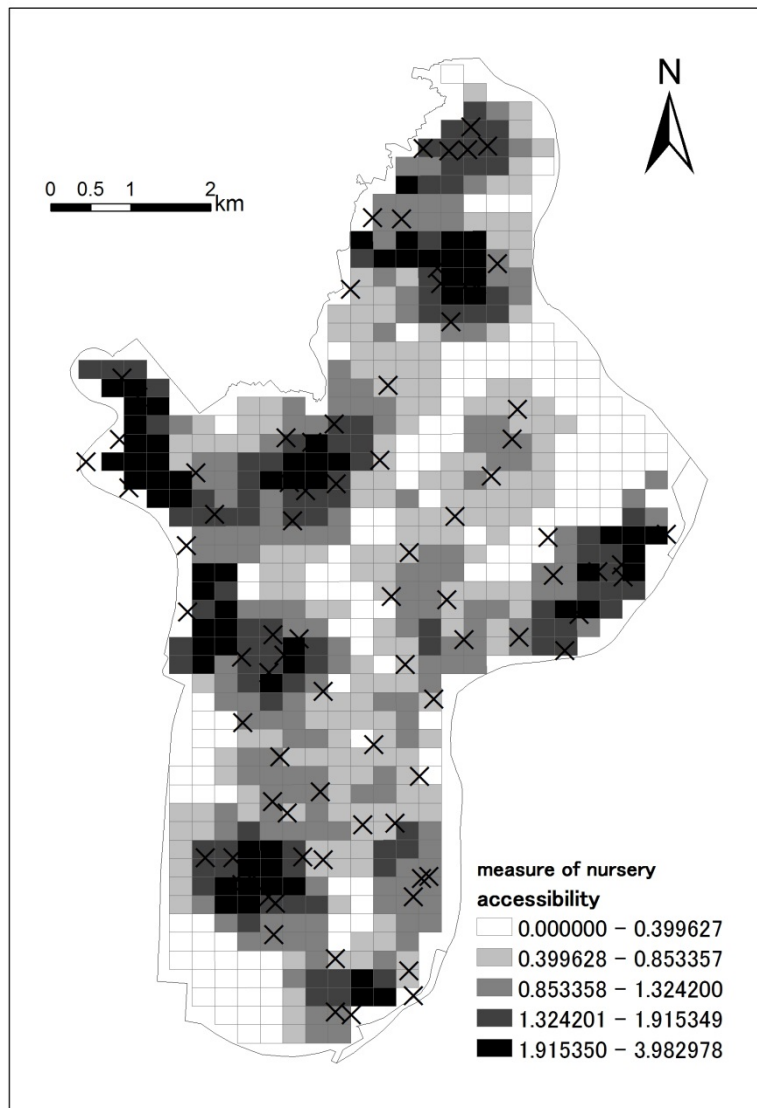 N
0 0.5 1 2
km
measure of nursery
accessibility
0.000000 - 0.399627
0.399628 - 0.853357
0.853358 - 1.324200
1.324201 - 1.915349
1.915350 - 3.982978